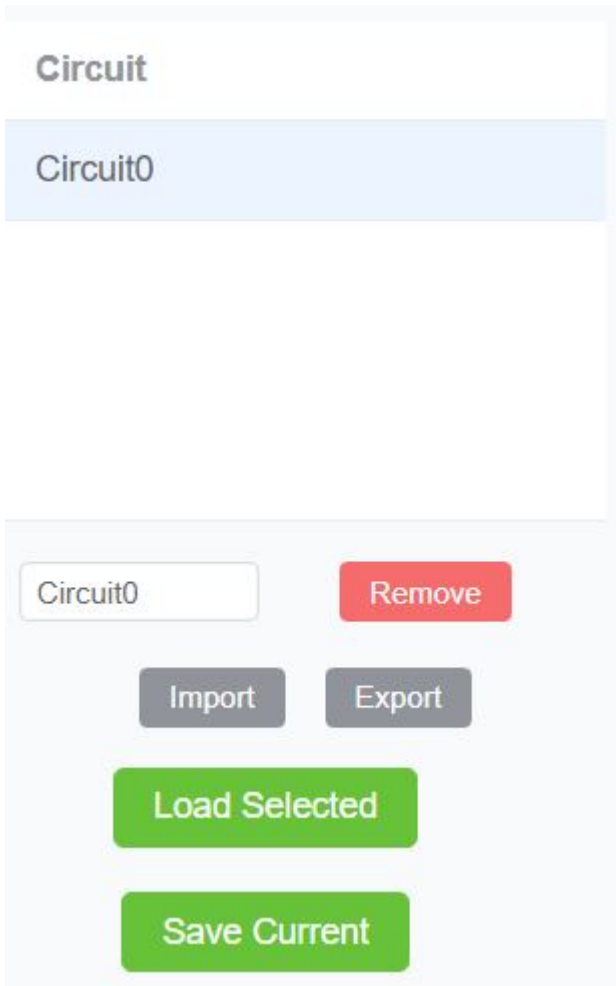 Circuit
Circuit0
Circuit0 Remove
Import Export
Load Selected
Save Current